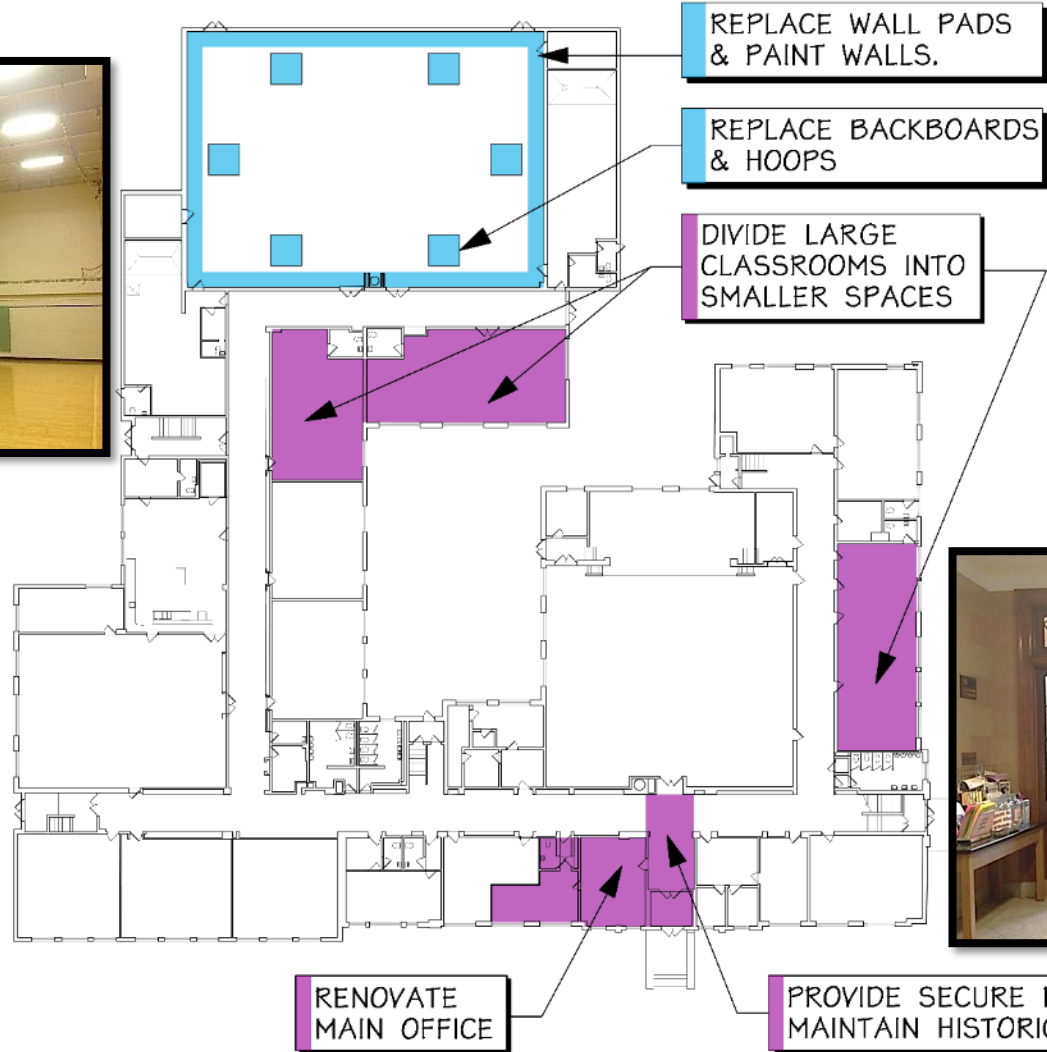 REPLACE WALL PADS
& PAINT WALLS.
REPLACE BACKBOARDS
& HOOPS
DIVIDE LARGE
CLASSROOMS INTO
SMALLER SPACES
RENOVATE
MAIN OFFICE
PROVIDE SECURE
MAINTAIN HISTORIC